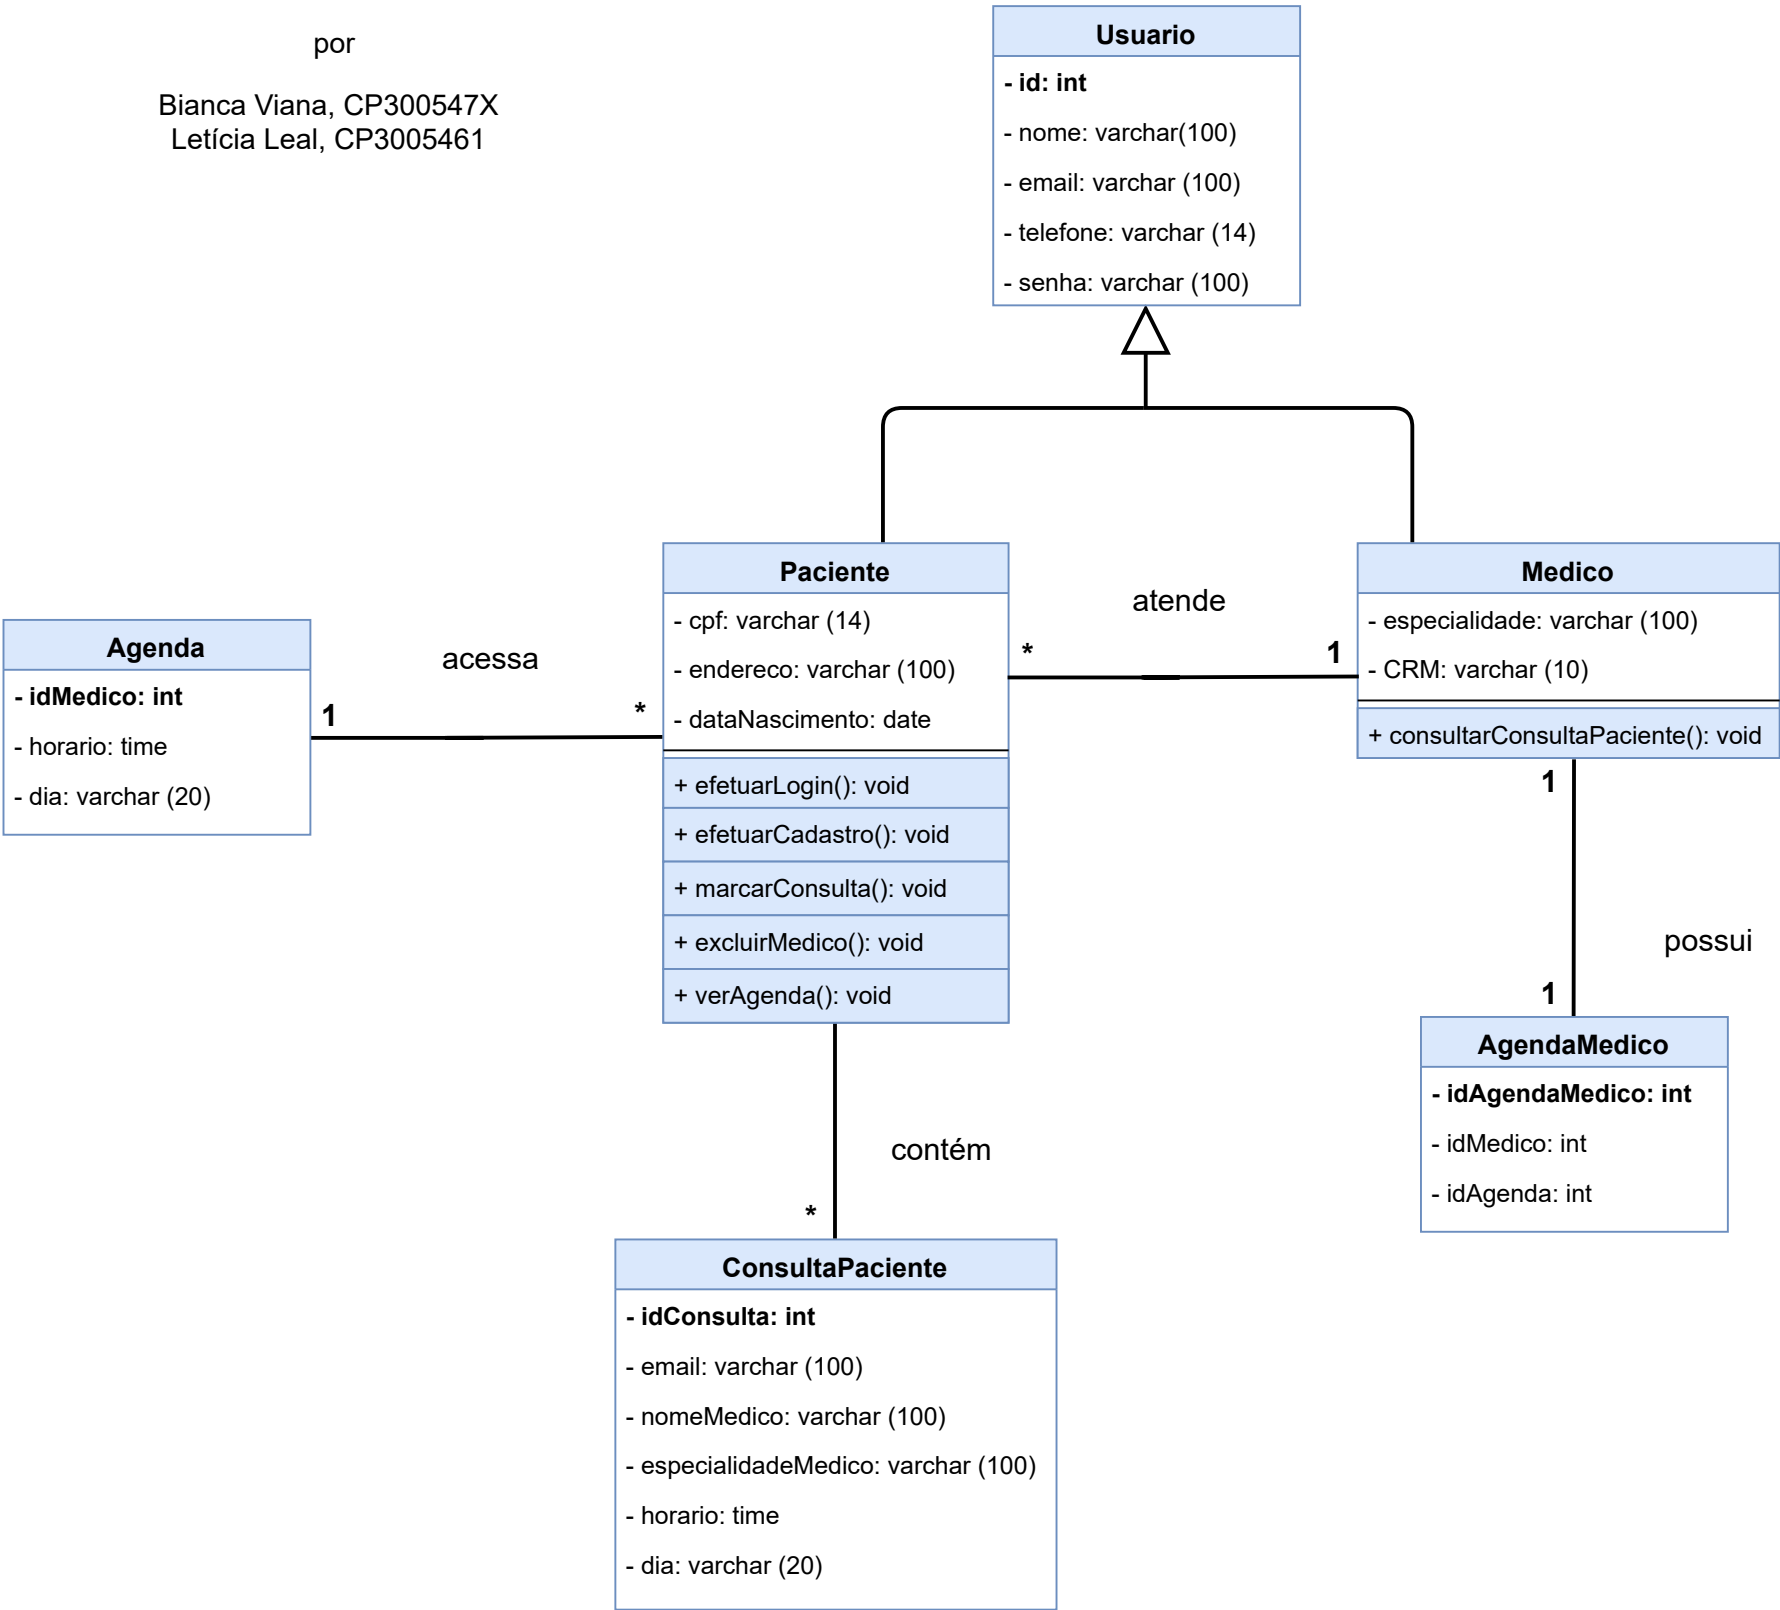 por
Bianca Viana, CP300547X
Letícia Leal, CP3005461
Usuario
- id: int
- nome: varchar(100)
- email: varchar (100)
- telefone: varchar (14)
- senha: varchar (100)
Paciente
- cpf: varchar (14)
- endereco: varchar (100)
- dataNascimento: date
+ efetuarLogin(): void
+ efetuarCadastro(): void
+ marcarConsulta(): void
+ excluirMedico(): void
+ verAgenda(): void
atende
*
1
Medico
- especialidade: varchar (100)
- CRM: varchar (10)
+ consultarConsultaPaciente(): void
Agenda
- idMedico: int
- horario: time
- dia: varchar (20)
acessa
1
*
1
possui
1
AgendaMedico
- idAgendaMedico: int
- idMedico: int
- idAgenda: int
contém
*
ConsultaPaciente
- idConsulta: int
- email: varchar (100)
- nomeMedico: varchar (100)
- especialidadeMedico: varchar (100)
- horario: time
- dia: varchar (20)